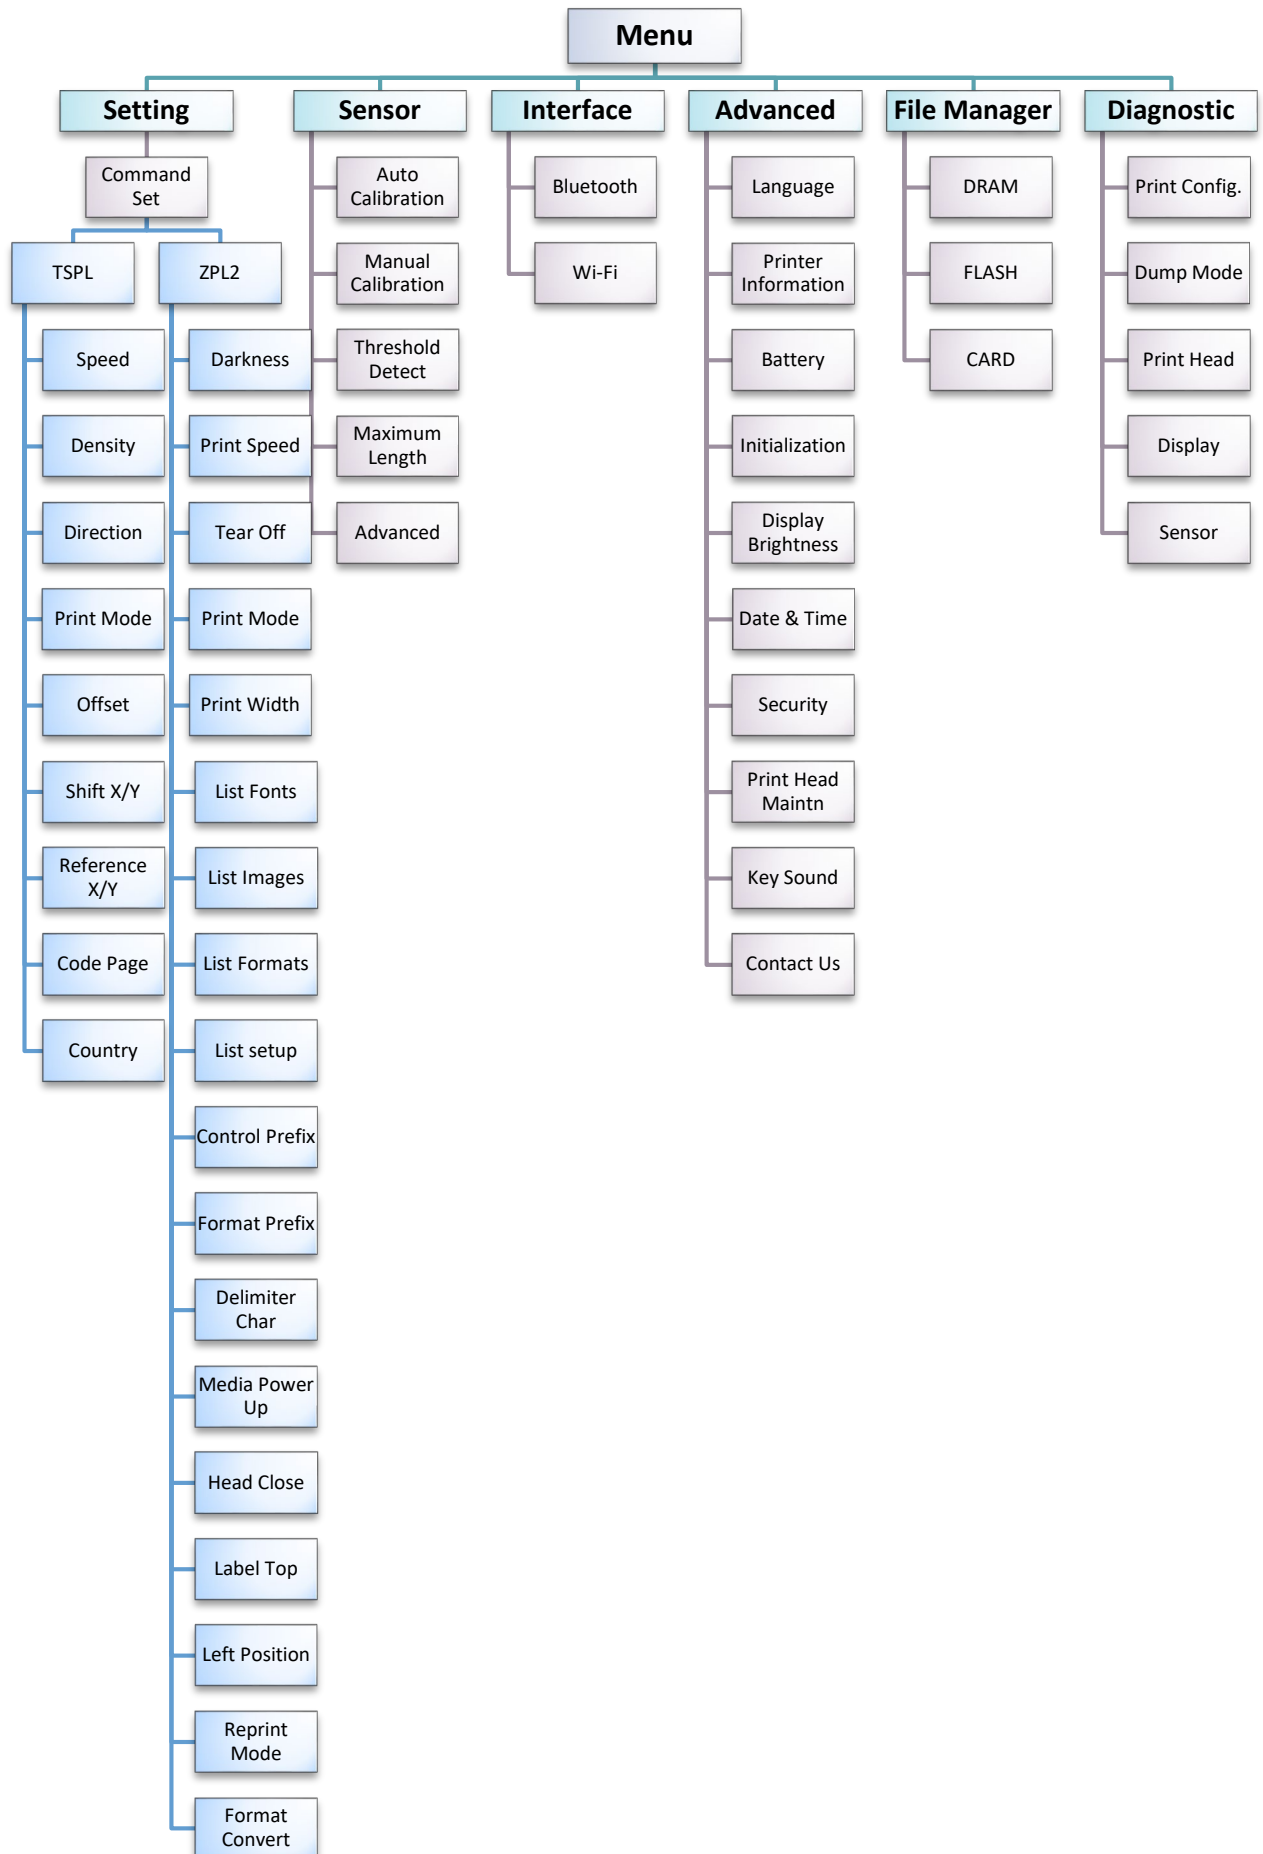 Menu
Setting
Sensor
Interface
Advanced
File Manager
Diagnostic
Command
Set
TSPL
Speed
Density
Direction
Print Mode
Offset
Shift X/Y
Reference
X/Y
Code Page
Country
ZPL2
Darkness
Print Speed
Tear Off
Print Mode
Print Width
List Fonts
List Images
List Formats
List setup
Control Prefix
Format Prefix
Delimiter
Char
Media Power
Up
Head Close
Label Top
Left Position
Reprint
Mode
Format
Convert
Auto
Calibration
Manual
Calibration
Threshold
Detect
Maximum
Length
Advanced
Bluetooth
Wi-Fi
Language
Printer
Information
Battery
Initialization
Display
Brightness
Date & Time
Security
Print Head
Maintn
Key Sound
Contact Us
DRAM
FLASH
CARD
Print Config.
Dump Mode
Print Head
Display
Sensor